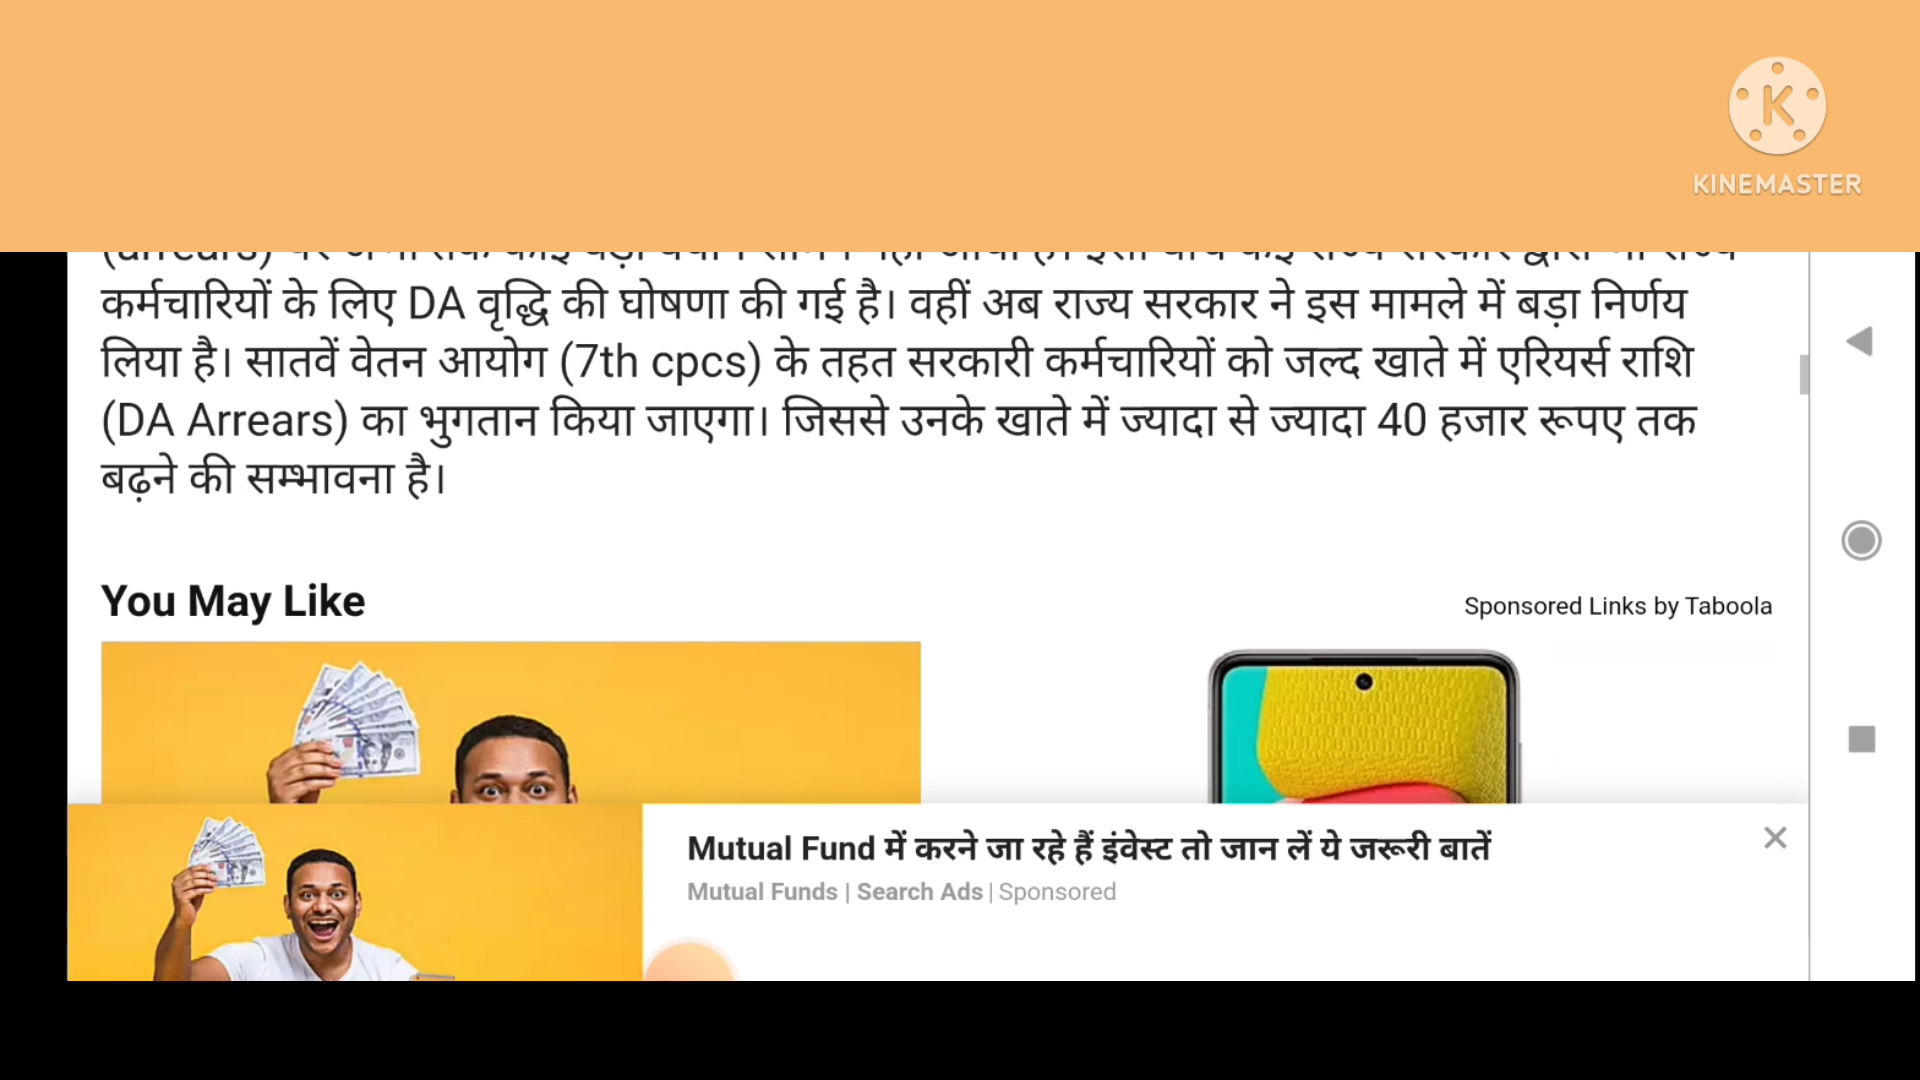 KINEMASTER
कर्मचारियों के लिए DA वृद्धि की घोषणा की गई है। वहीं अब राज्य सरकार ने इस मामले में बड़ा निर्णय
लिया है। सातवें वेतन आयोग (7th cpcs) के तहत सरकारी कर्मचारियों को जल्द खाते में एरियर्स राशि
(DA Arrears) का भुगतान किया जाएगा। जिससे उनके खाते में ज्यादा से ज्यादा 40 हजार रूपए तक
बढ़ने की सम्भावना है।
You May Like
Sponsored Links by Taboola
Mutual Fund में करने जा रहे हैं इंवेस्ट तो जान लें ये जरूरी बातें
Mutual Funds | Search Ads | Sponsored